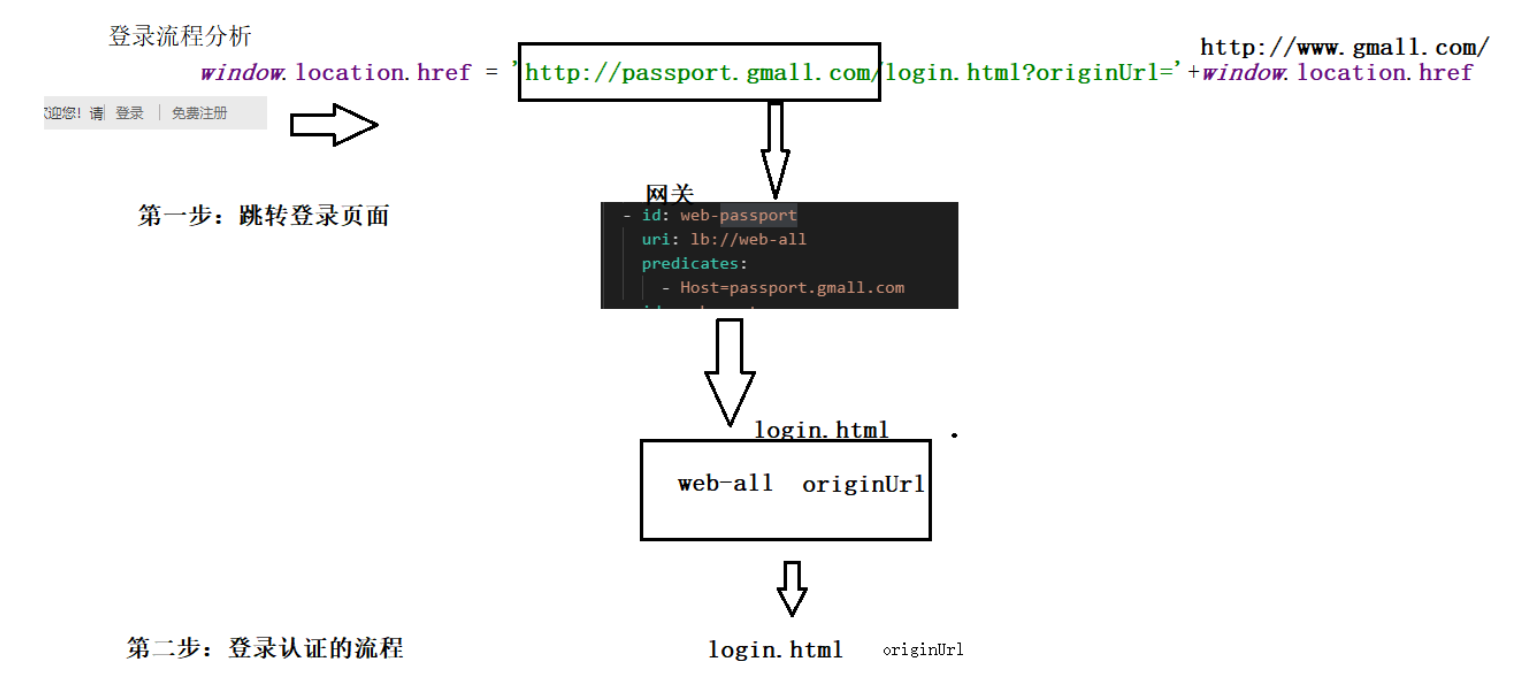 登录流程分析
http://www.gmall.com/
window.location.href = 'http://passport.gmall.com/login.html?originUrl='+window.location.href
迎您! 请 登录 免费注册
网关
第一步：跳转登录页面
- id: web-passport
uri: lb://web-all
predicates:
- Host=passport.gmall.com
login.html .
web-all originUrl
第二步：登录认证的流程
login.html originUrl